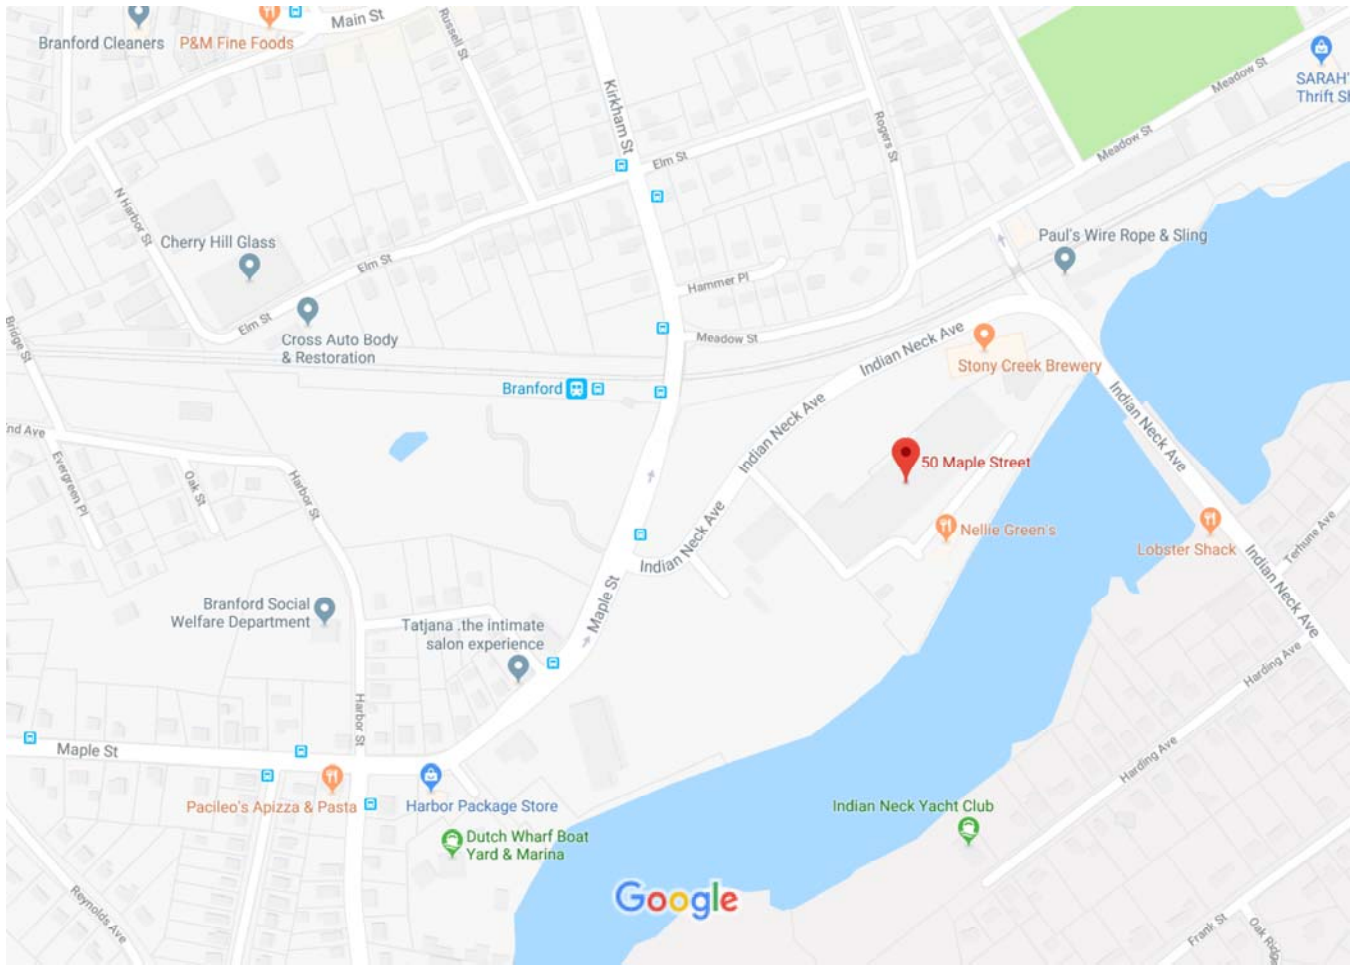 Main St
Branford Cleaners
P&M Fine Foods
Russell St
Kirkham St
Meadow St
SARAH'
Thrift Sh
Rogers St
Meadow St
Elm St
N Harbor St
Cherry Hill Glass
Elm St
Paul's Wire Rope & Sling
Hammer Pl
Elm St
Cross Auto Body
& Restoration
Meadow St
Indian Neck Ave
Bridge St
Stony Creek Brewery
Branford
Indian Neck Ave
Indian Neck Ave
nd Ave
Evergreen Pl
Oak St
Harbor St
50 Maple Street
Indian Neck Ave
Nellie Green's
Lobster Shack
Terhune Ave
Indian Neck Ave
Branford Social
Welfare Department
Maple St
Tatjana .the intimate
salon experience
Harding Ave
Harbor St
Maple St
Harding Ave
Pacileo's Apizza & Pasta
Harbor Package Store
Indian Neck Yacht Club
Dutch Wharf Boat
Yard & Marina
Reynolds Ave
Google
Frank St
Oak Ridg